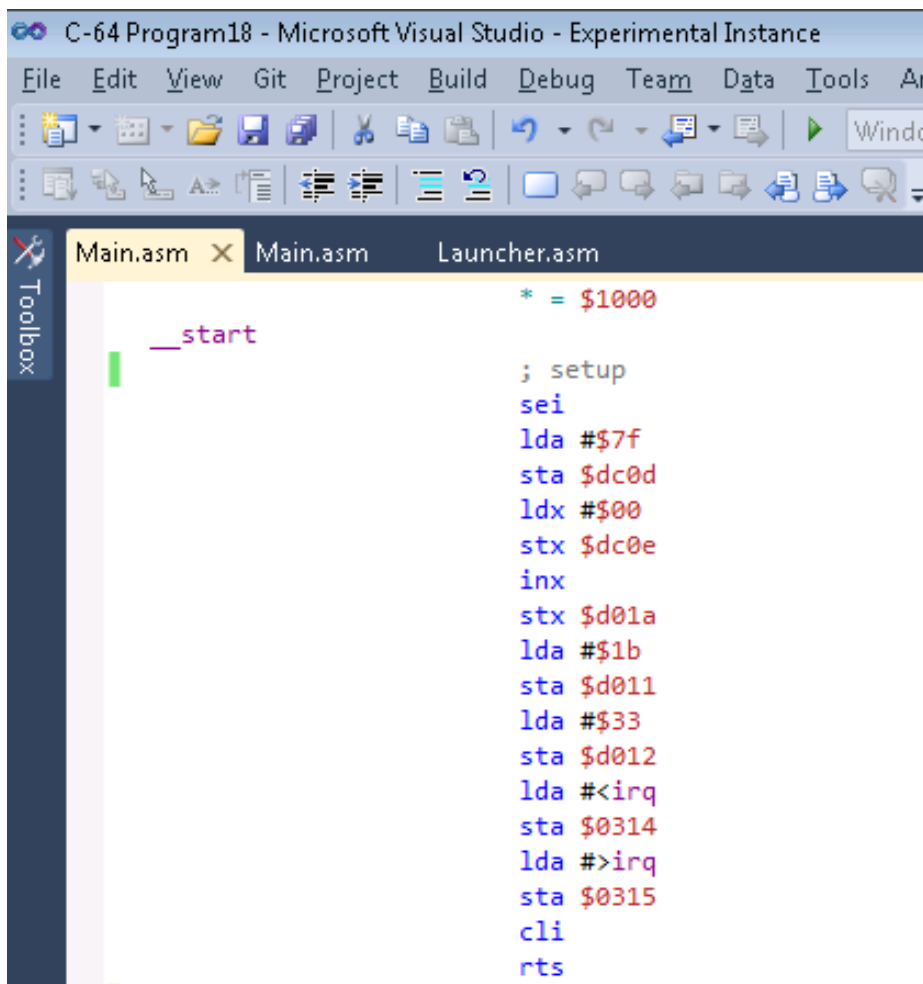 C-64 Program18 - Microsoft Visual Studio - Experimental Instance
File Edit View Git Project Build Debug Team Data Tools
Main.asm Main.asm Launcher.asm
Toolbox
* = $1000
__start
; setup
sei
lda #$7f
sta $dc0d
ldx #$00
stx $dc0e
inx
stx $d01a
lda #$1b
sta $d011
lda #$33
sta $d012
lda #<irq
sta $0314
lda #>irq
sta $0315
cli
rts